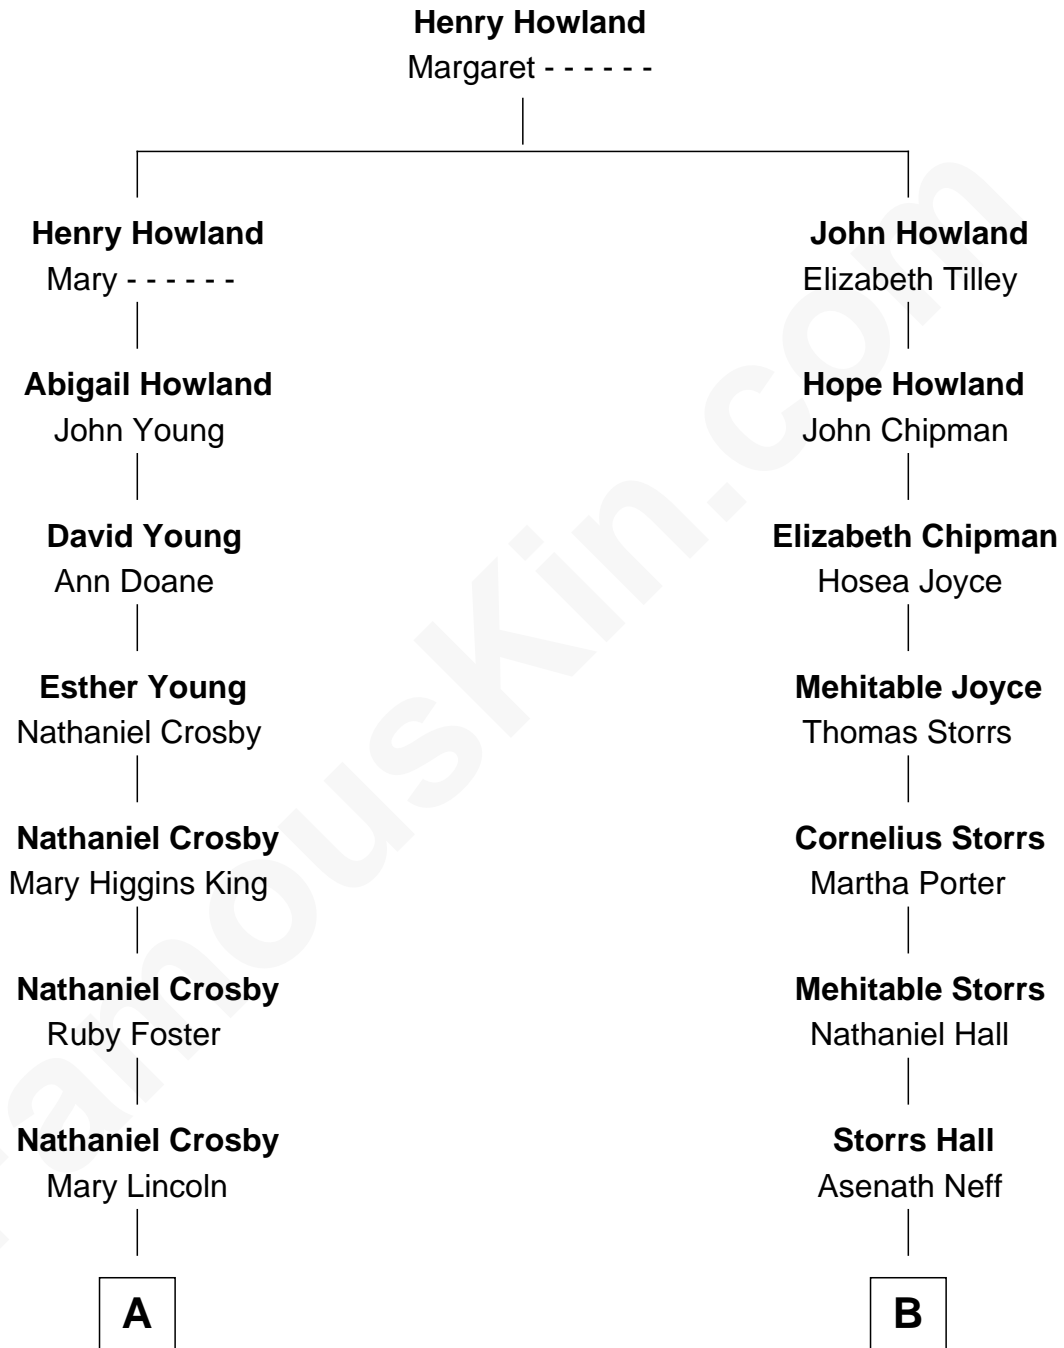 Henry Howland
Margaret - - - - - -
Henry Howland
Mary - - - - - -
John Howland
Elizabeth Tilley
Abigail Howland
John Young
Hope Howland
John Chipman
David Young
Ann Doane
Elizabeth Chipman
Hosea Joyce
Esther Young
Nathaniel Crosby
Mehitable Joyce
Thomas Storrs
Nathaniel Crosby
Mary Higgins King
Cornelius Storrs
Martha Porter
Nathaniel Crosby
Ruby Foster
Mehitable Storrs
Nathaniel Hall
Nathaniel Crosby
Mary Lincoln
Storrs Hall
Asenath Neff
A
B
FamousKin.com